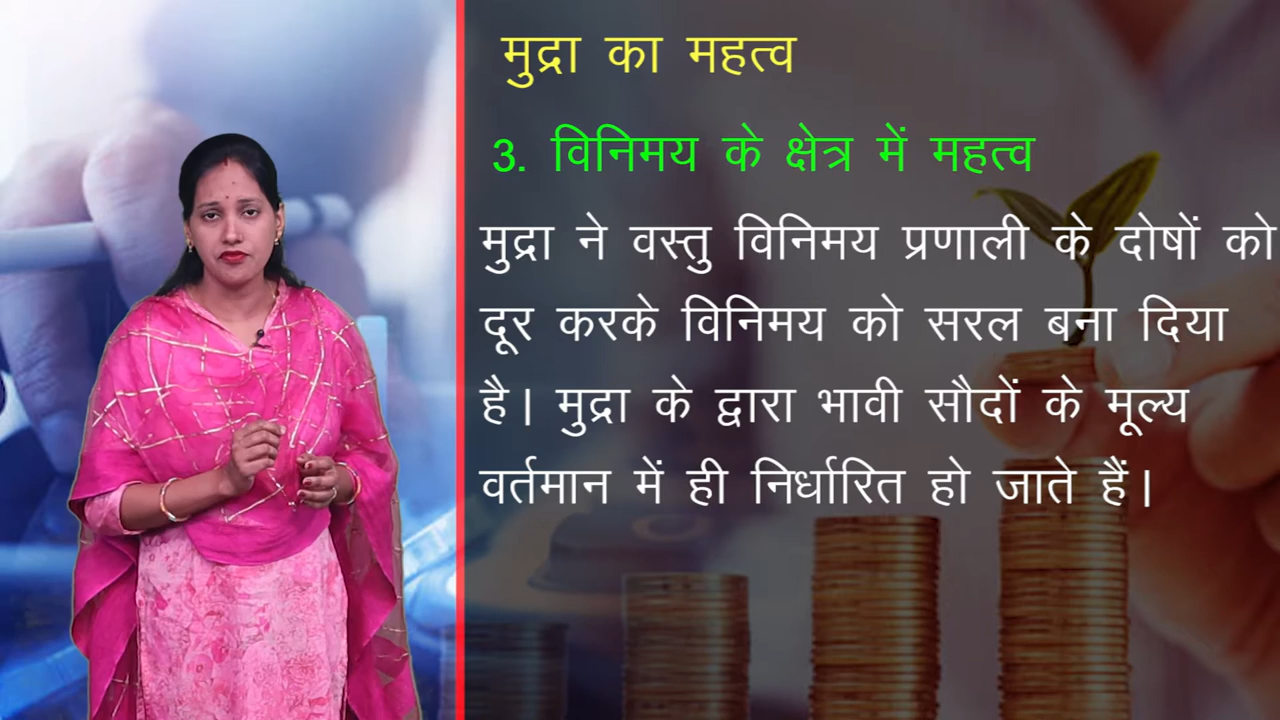 मुद्रा का महत्व
3. विनिमय के क्षेत्र में महत्व
मुद्रा ने वस्तु विनिमय प्रणाली के दोषों को
दूर करके विनिमय को सरल बना दिया
है। मुद्रा के द्वारा भावी सौदों के मूल्य
वर्तमान में ही निर्धारित हो जाते हैं।